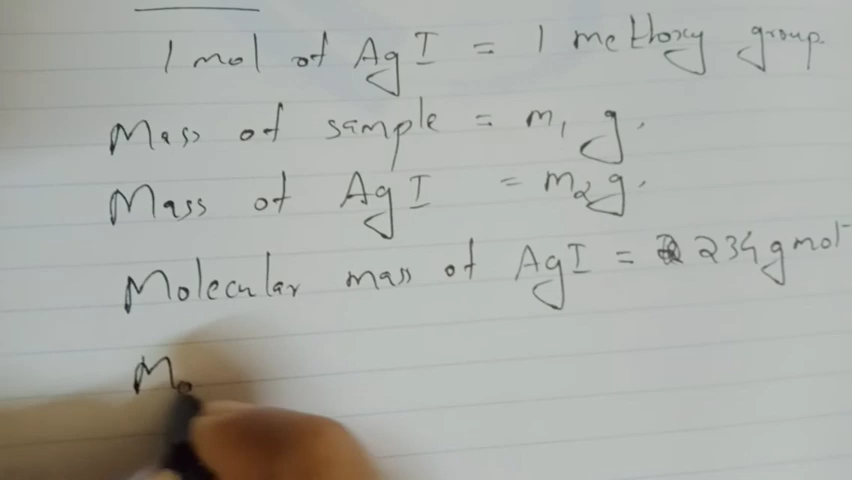 1 mol of AgI = 1 methoxy group.
Mass of sample = m₁ g.
Mass of AgI = m₂ g.
Molecular mass of AgI = 234 g mol⁻
Mo